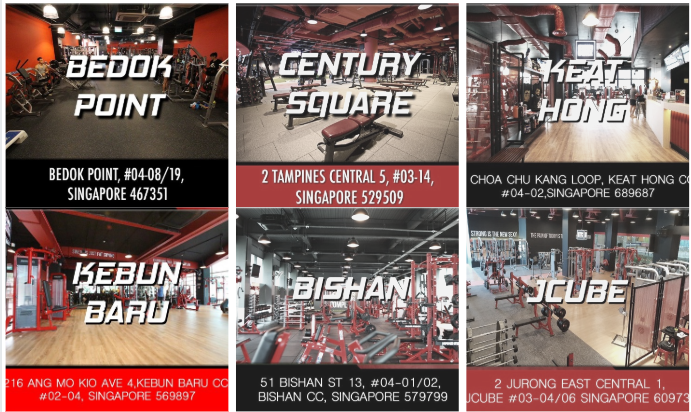 BEDOK
POINT
BEDOK POINT, #04-08/19,
SINGAPORE 467351
CENTURY
SQUARE
2 TAMPINES CENTRAL 5, #03-14,
SINGAPORE 529509
KEAT
HONG
CHOA CHU KANG LOOP, KEAT HONG CC
#04-02,SINGAPORE 689687
KEBUN
BARU
216 ANG MO KIO AVE 4,KEBUN BARU CC
#02-04, SINGAPORE 569897
BISHAN
51 BISHAN ST 13, #04-01/02,
BISHAN CC, SINGAPORE 579799
STRONG IS THE NEW SEXY
JCUBE
2 JURONG EAST CENTRAL 1,
JCUBE #03-04/06 SINGAPORE 60973